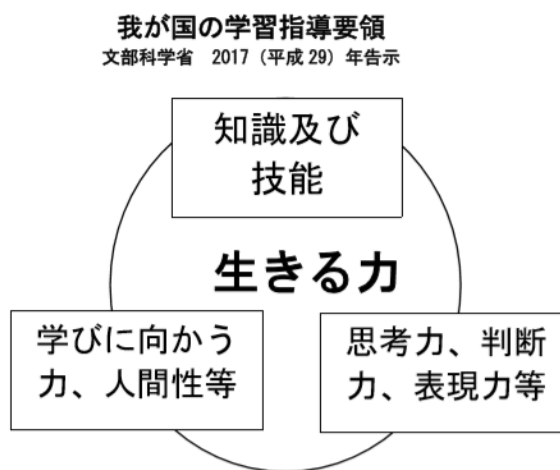 我が国の学習指導要領
文部科学省　2017（平成29）年告示
知識及び
技能
生きる力
学びに向かう
力、人間性等
思考力、判断
力、表現力等